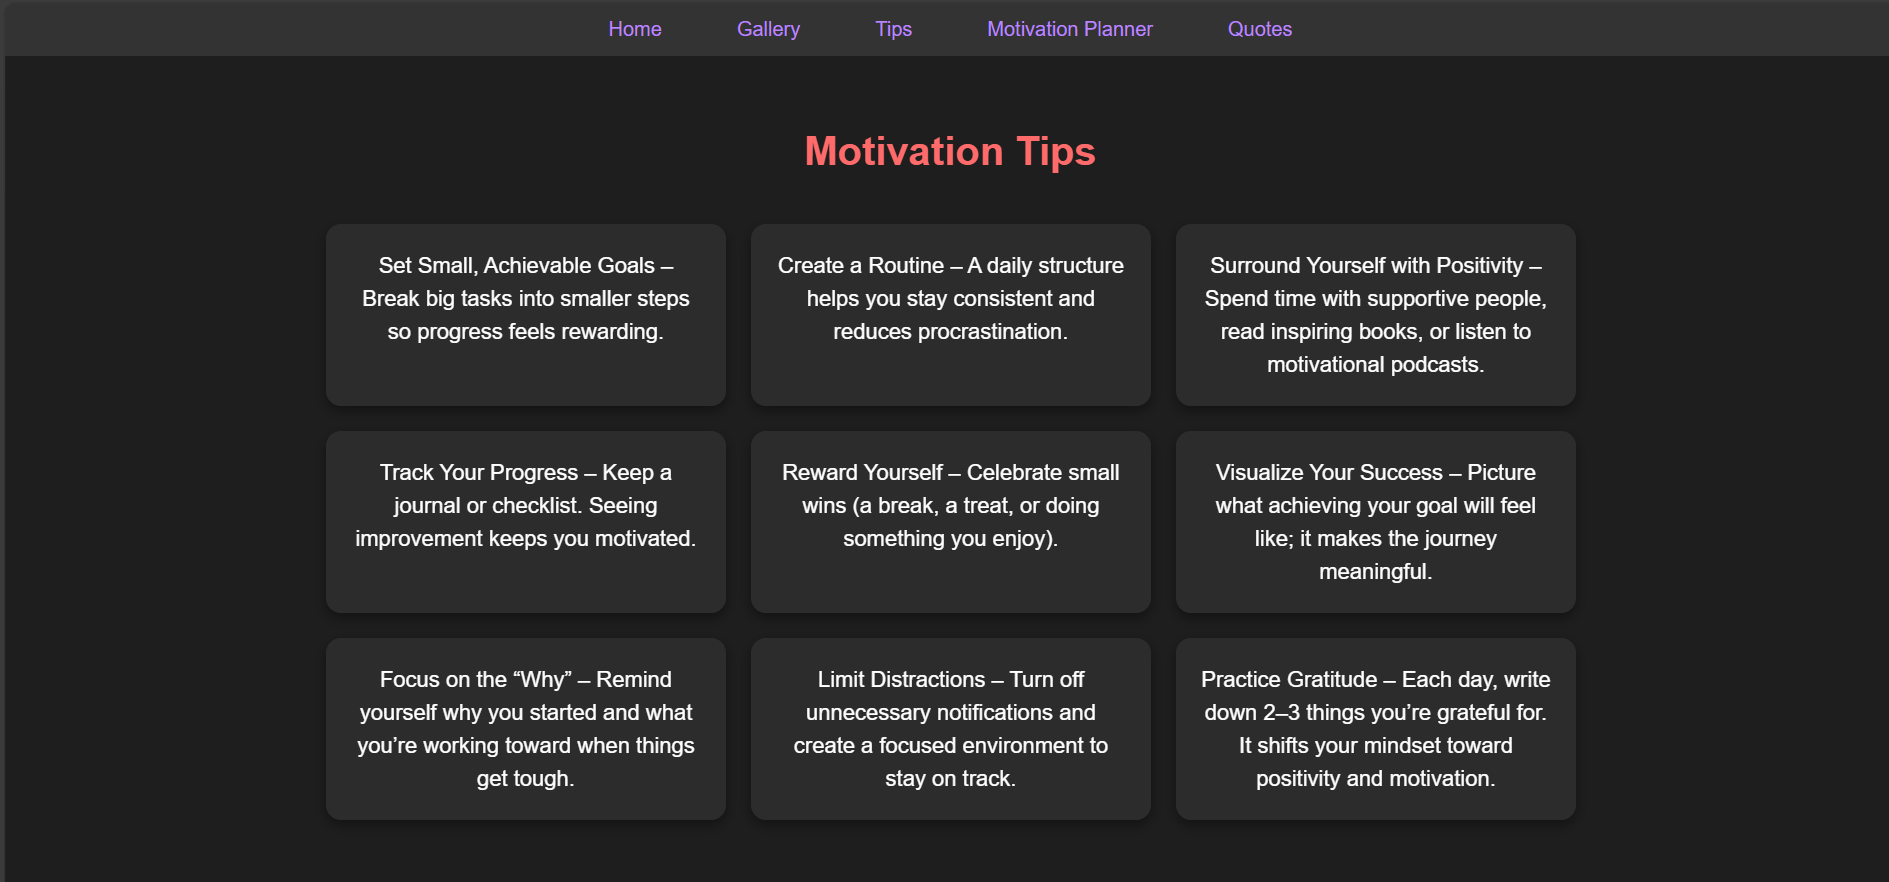 Home Gallery Tips Motivation Planner Quotes
Motivation Tips
Set Small, Achievable Goals –
Break big tasks into smaller steps
so progress feels rewarding.
Create a Routine – A daily structure
helps you stay consistent and
reduces procrastination.
Surround Yourself with Positivity –
Spend time with supportive people,
read inspiring books, or listen to
motivational podcasts.
Track Your Progress – Keep a
journal or checklist. Seeing
improvement keeps you motivated.
Reward Yourself – Celebrate small
wins (a break, a treat, or doing
something you enjoy).
Visualize Your Success – Picture
what achieving your goal will feel
like; it makes the journey
meaningful.
Focus on the “Why” – Remind
yourself why you started and what
you’re working toward when things
get tough.
Limit Distractions – Turn off
unnecessary notifications and
create a focused environment to
stay on track.
Practice Gratitude – Each day, write
down 2–3 things you’re grateful for.
It shifts your mindset toward
positivity and motivation.